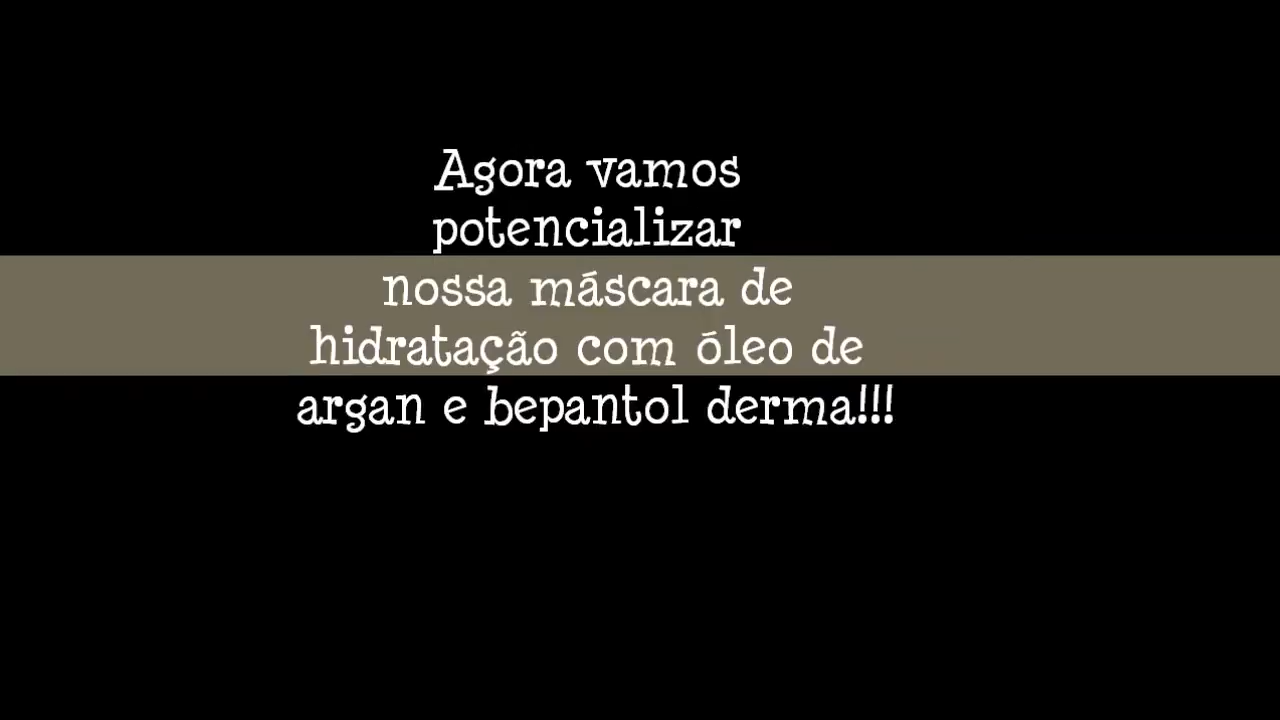 Agora vamos
potencializar
nossa máscara de
hidratação com óleo de
argan e bepantol derma!!!